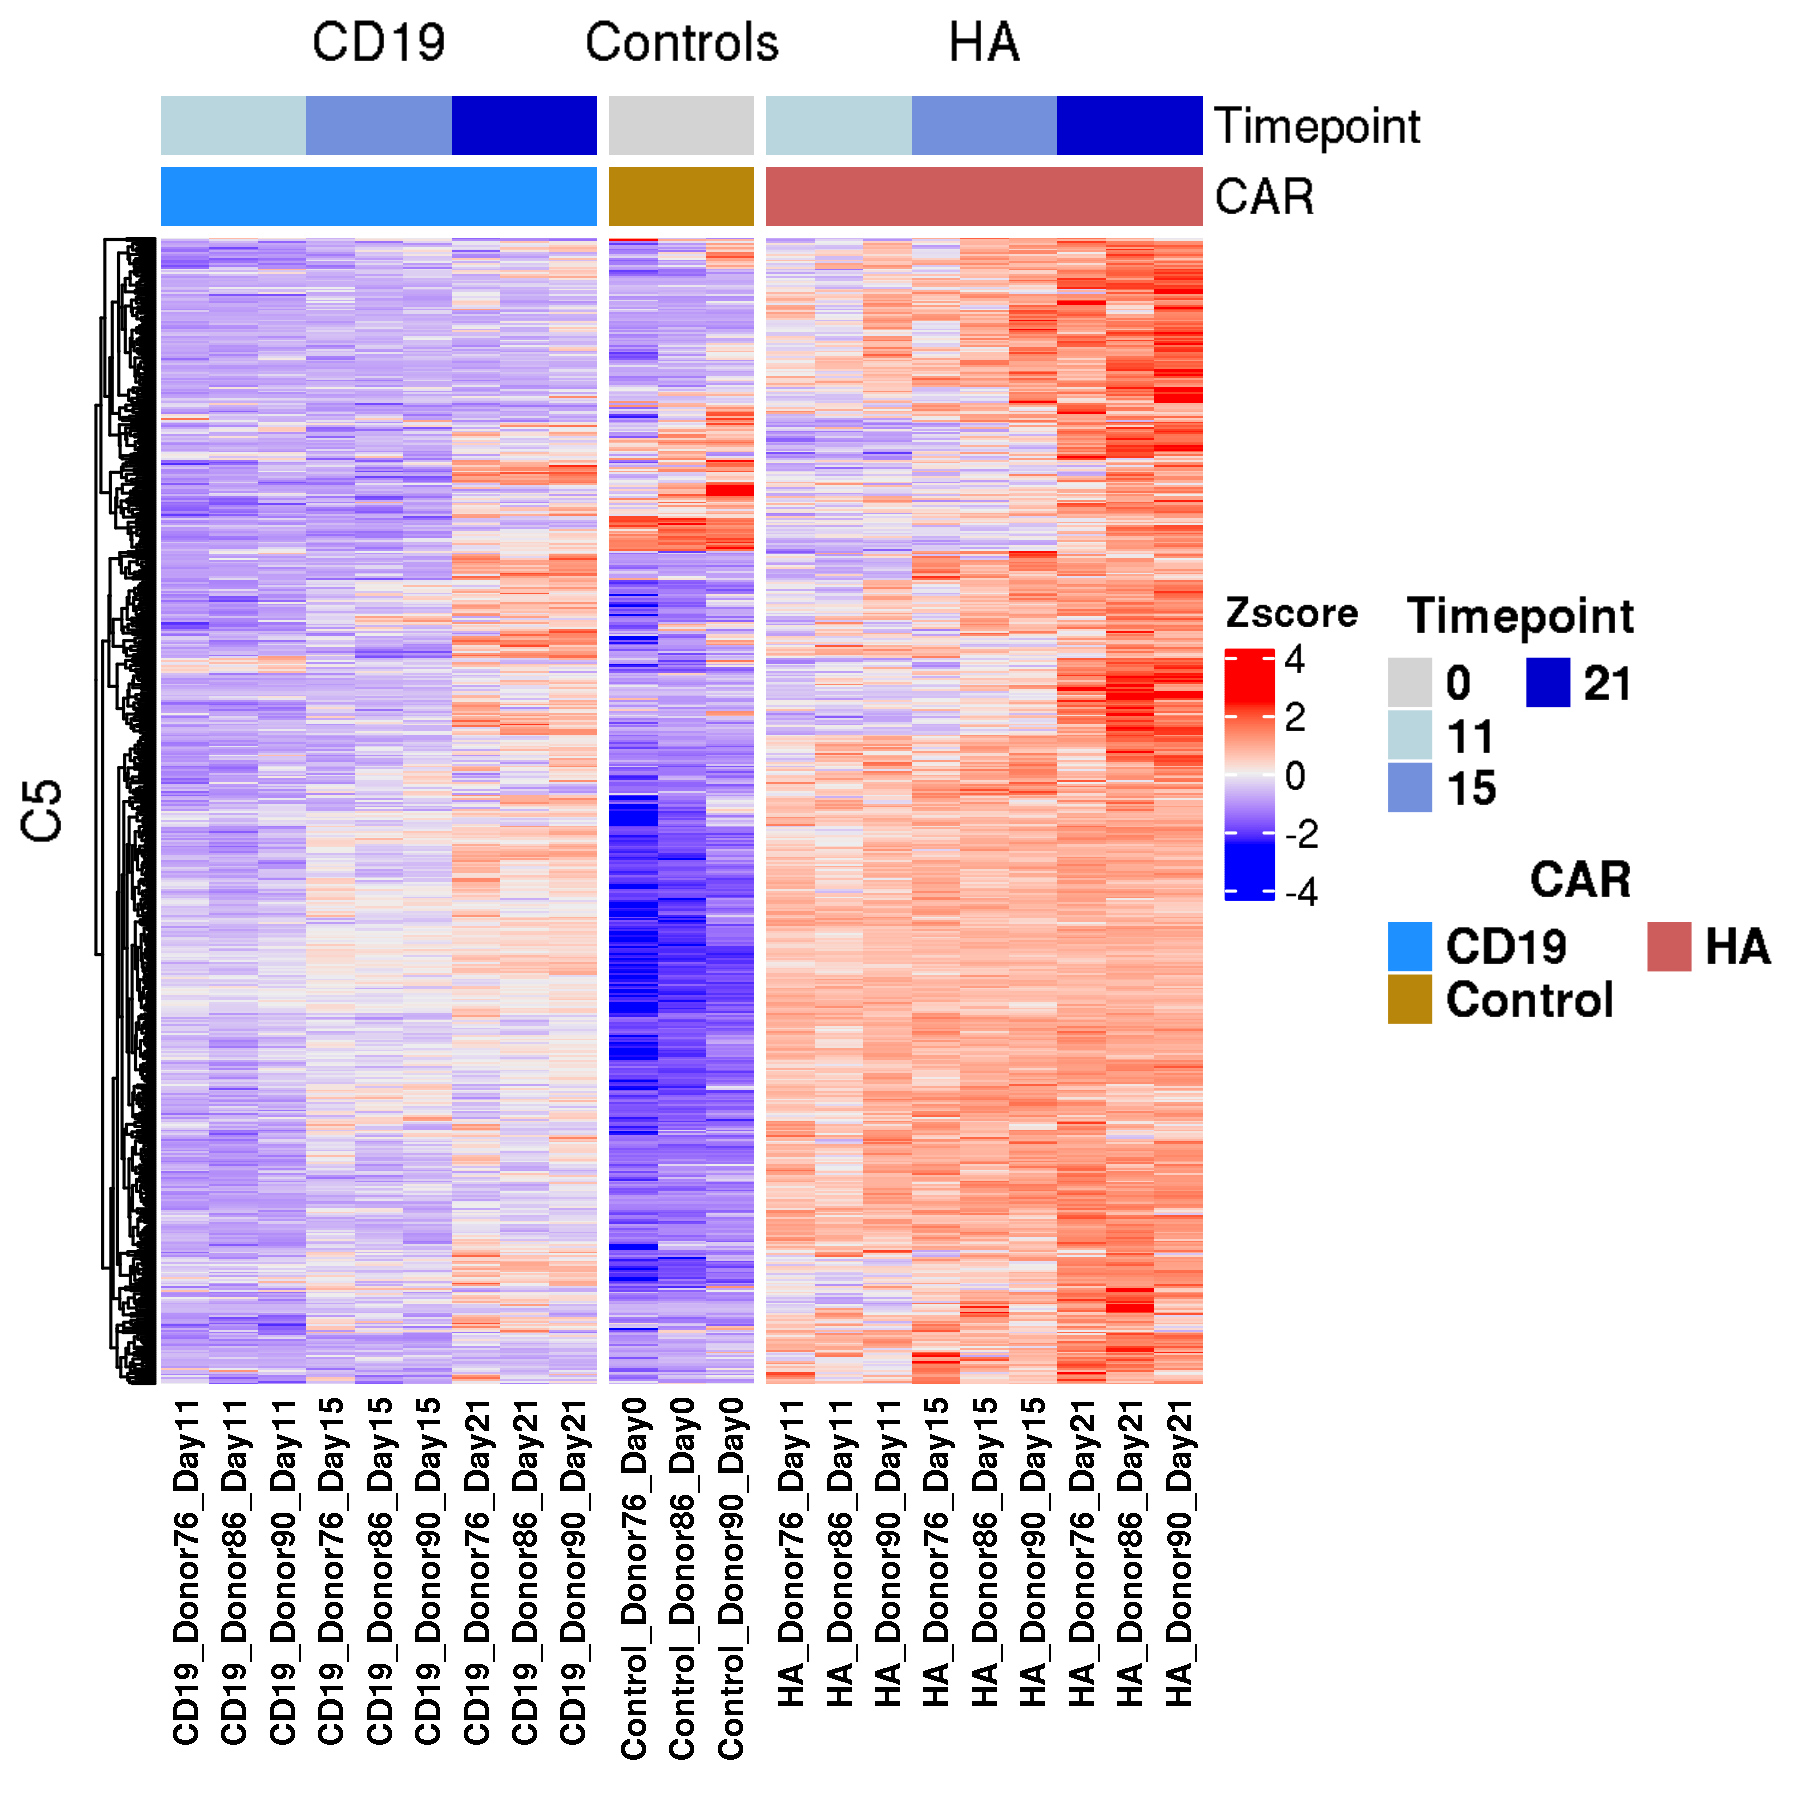 CD19 Controls HA
Timepoint
CAR
C5
Zscore
4
2
0
-2
-4
Timepoint
0 21
11
15
CAR
CD19 HA
Control
CD19_Donor76_Day11
CD19_Donor86_Day11
CD19_Donor90_Day11
CD19_Donor76_Day15
CD19_Donor86_Day15
CD19_Donor90_Day15
CD19_Donor76_Day21
CD19_Donor86_Day21
CD19_Donor90_Day21
Control_Donor76_Day0
Control_Donor86_Day0
Control_Donor90_Day0
HA_Donor76_Day11
HA_Donor86_Day11
HA_Donor90_Day11
HA_Donor76_Day15
HA_Donor86_Day15
HA_Donor90_Day15
HA_Donor76_Day21
HA_Donor86_Day21
HA_Donor90_Day21